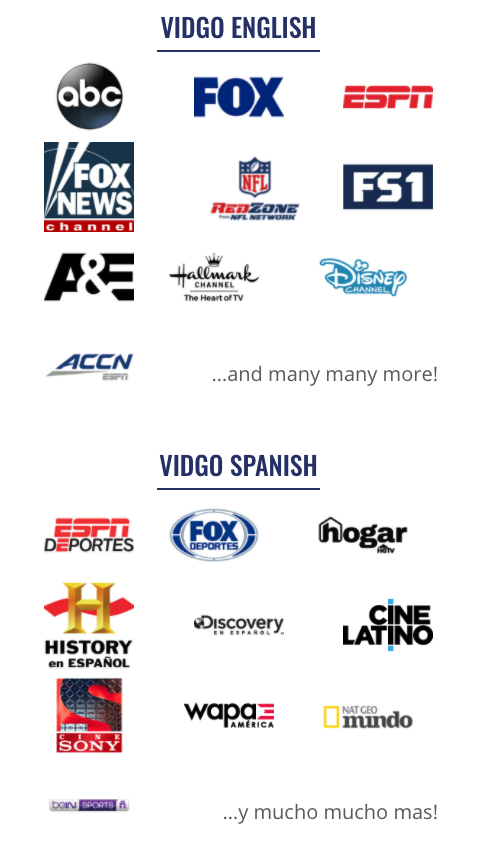 VIDGO ENGLISH
abc
FOX
ESPN
FOX
NEWS
channel
NFL
REDZONE
FROM NFL NETWORK
FS1
A&E
Hallmark
CHANNEL
The Heart of TV
Disney
CHANNEL
ACCN
ESPN
...and many many more!
VIDGO SPANISH
ESPN
DEPORTES
FOX
DEPORTES
hogar
HGTV
H
HISTORY
en ESPAÑOL
Discovery
EN ESPAÑOL
CINE
LATINO
S
CINE
SONY
wapa
AMÉRICA
NAT GEO
mundo
beIN SPORTS ñ
...y mucho mucho mas!